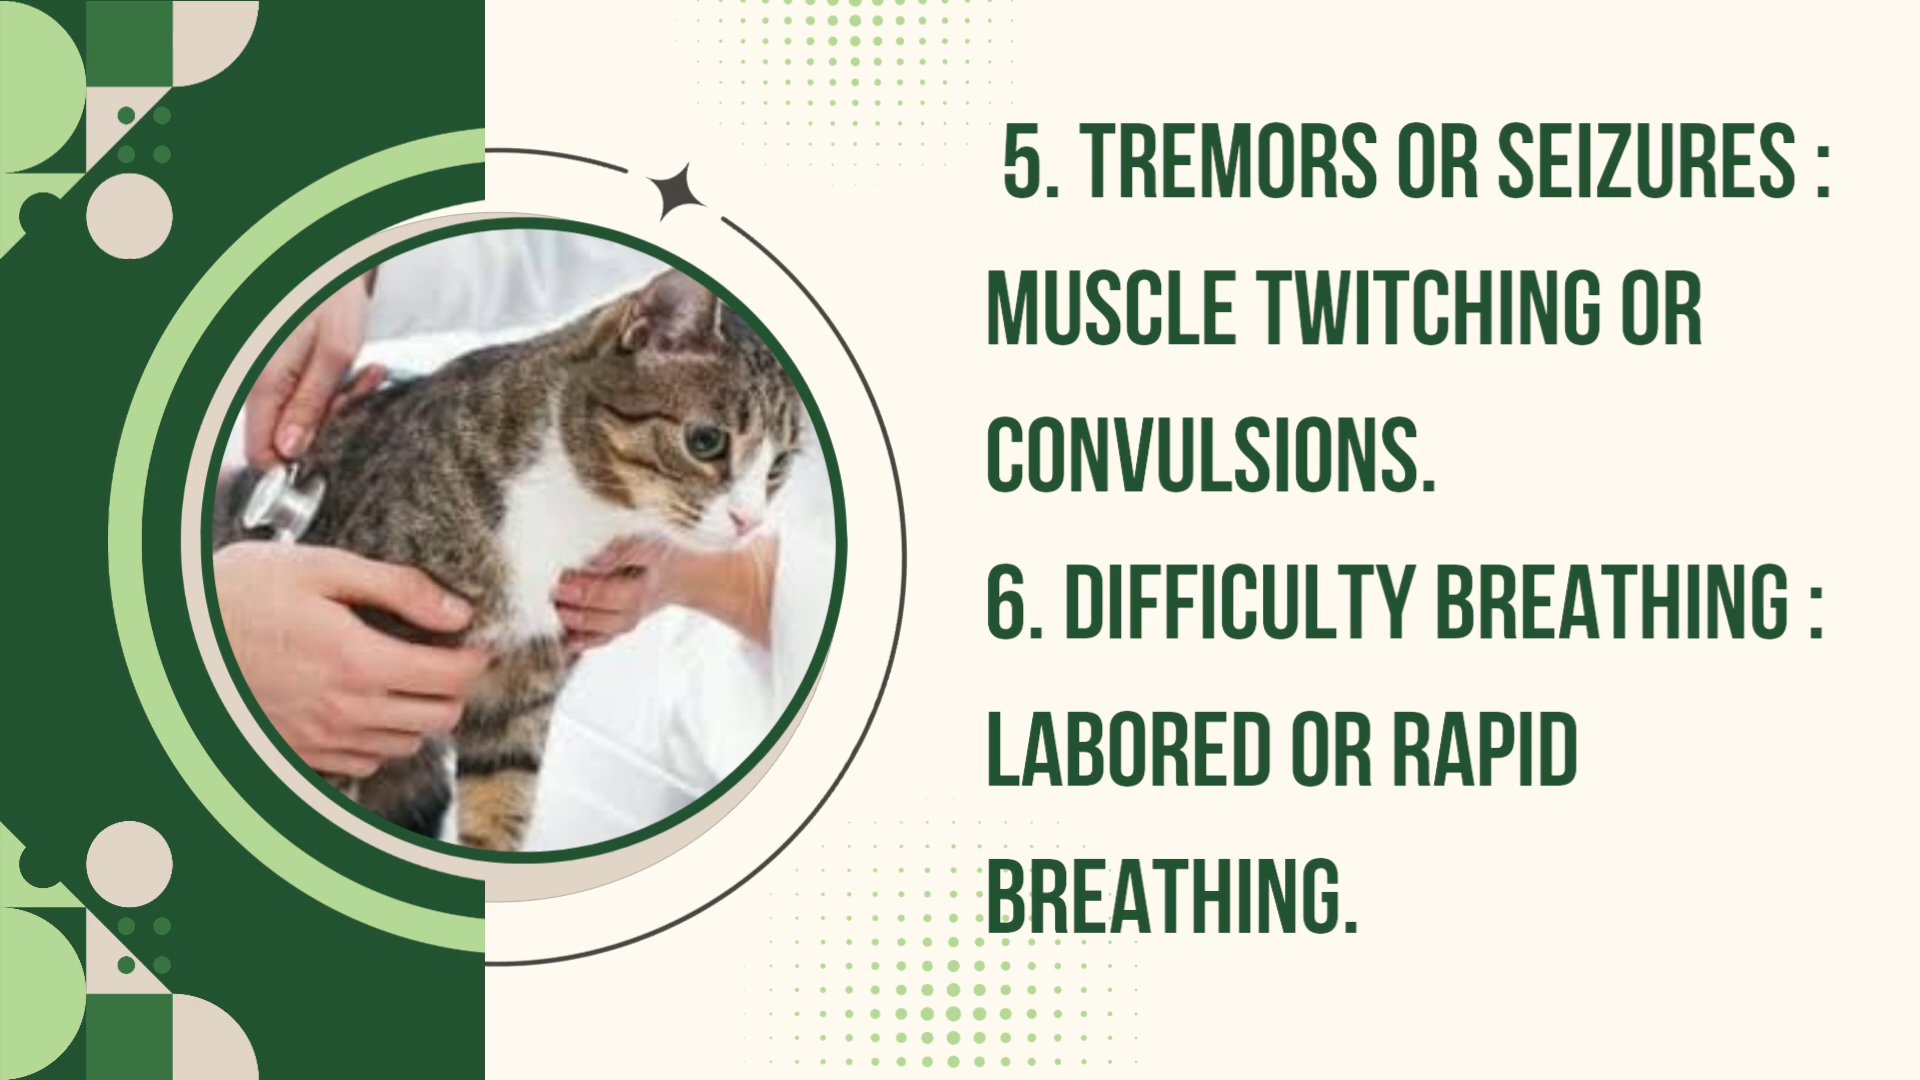 5. TREMORS OR SEIZURES :
MUSCLE TWITCHING OR
CONVULSIONS.
6. DIFFICULTY BREATHING :
LABORED OR RAPID
BREATHING.